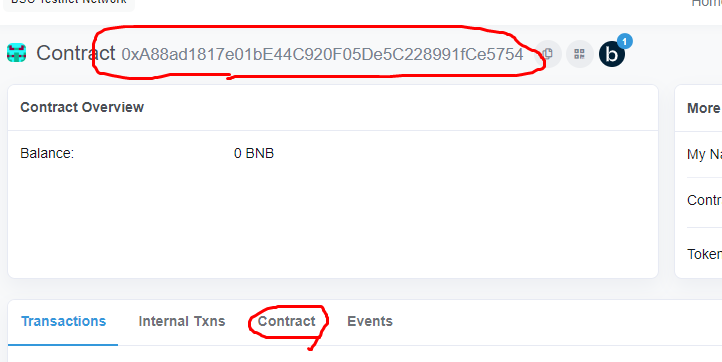 BSC Testnet Network
Home
Contract 0xA88ad1817e01bE44C920F05De5C228991fCe5754
b 1
Contract Overview
More
Balance: 0 BNB
My Na
Contr
Token
Transactions Internal Txns Contract Events